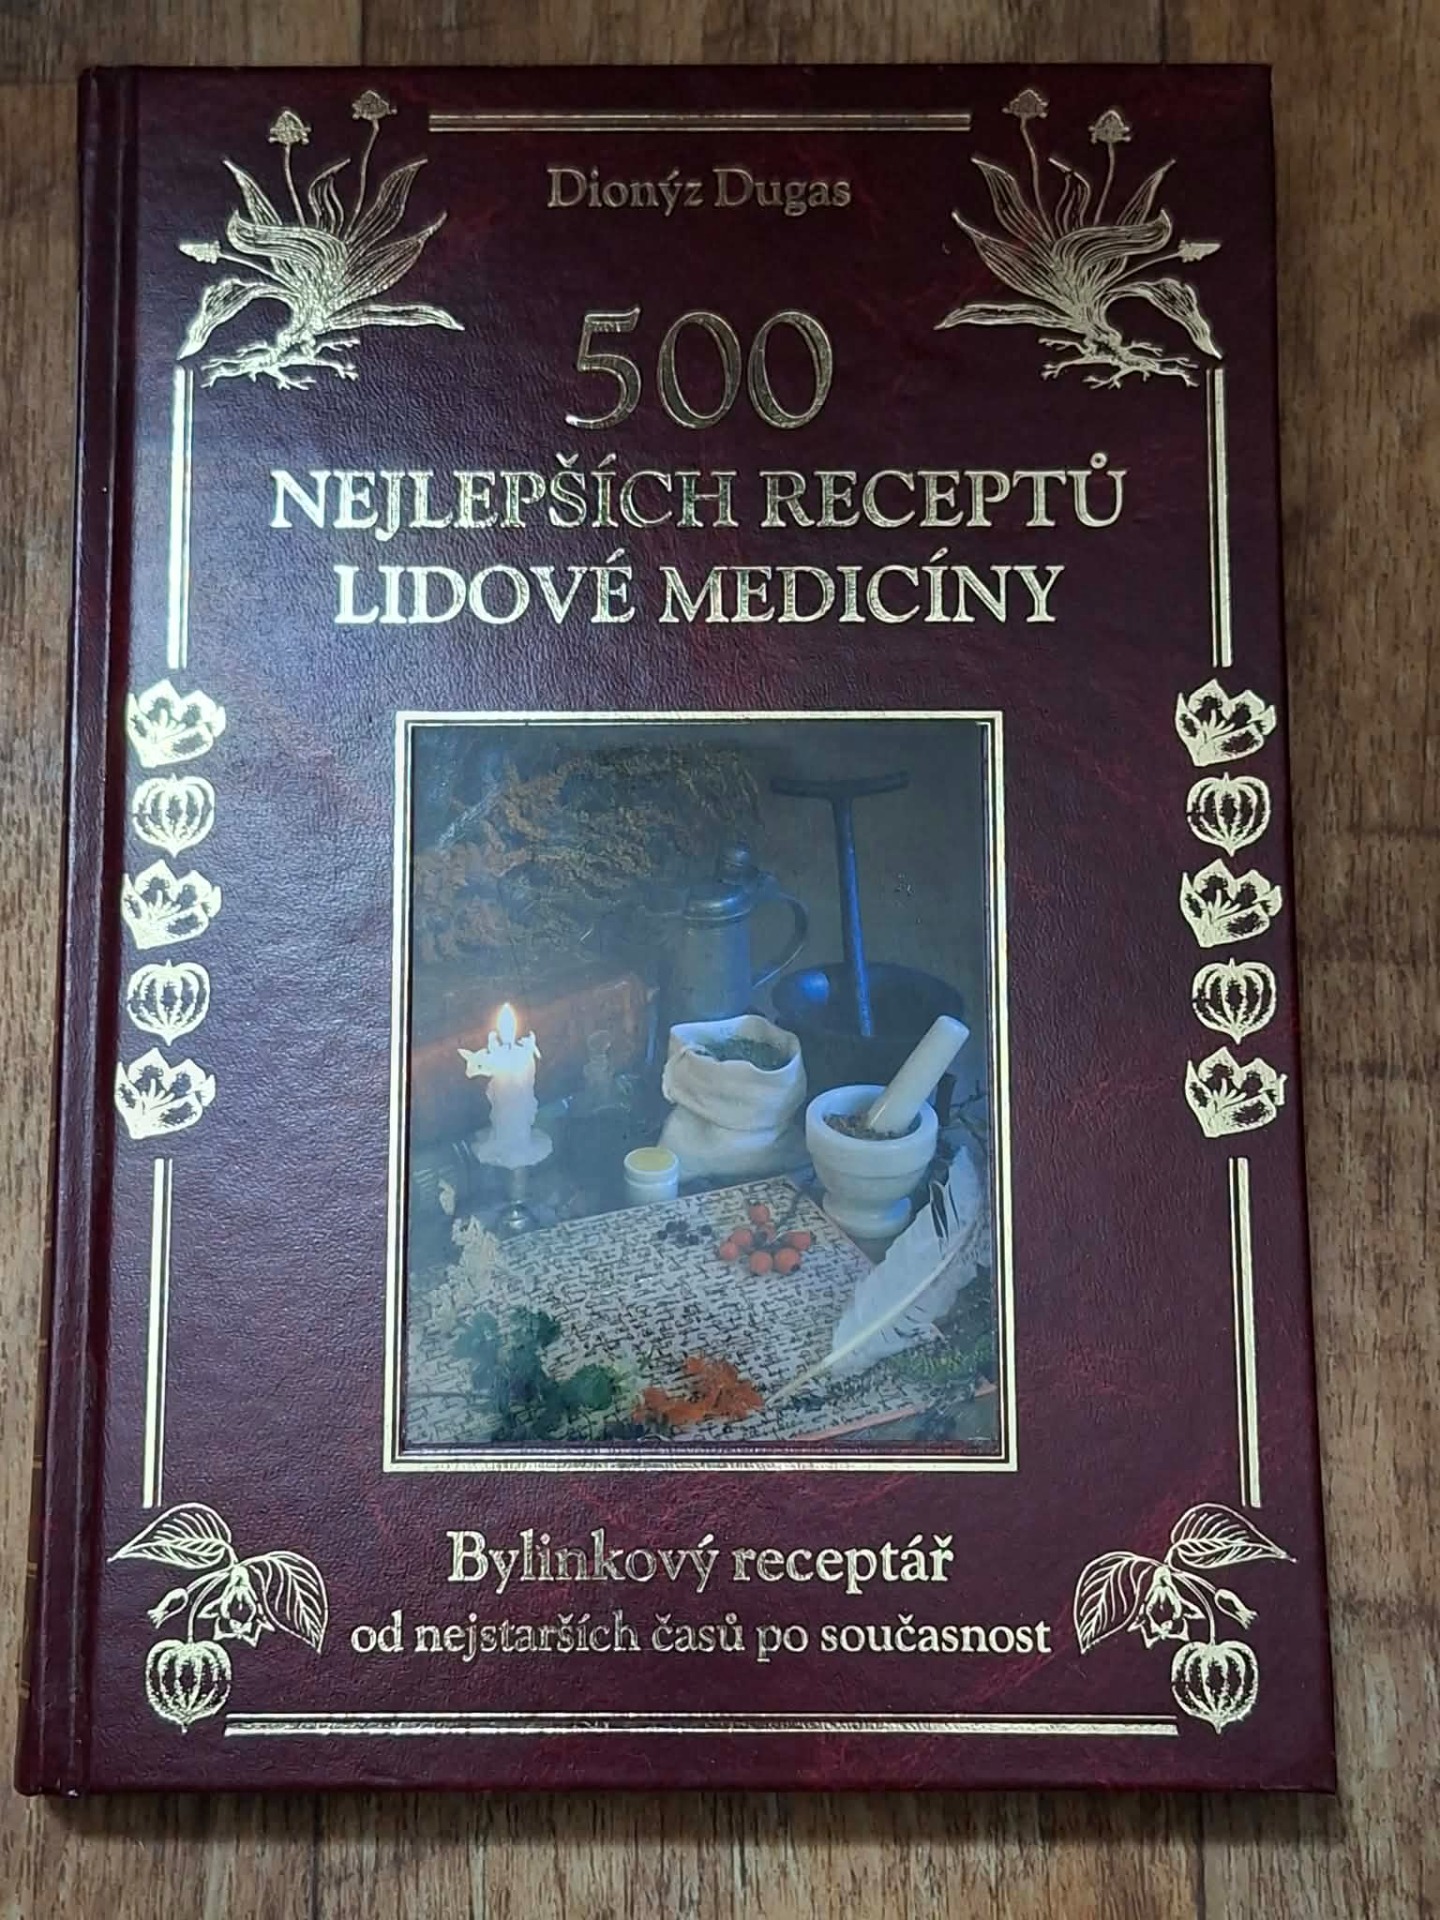 Dionýz Dugas
500
NEJLEPŠÍCH RECEPTŮ
LIDOVÉ MEDICÍNY
Bylinkový receptář
od nejstarších časů po současnost